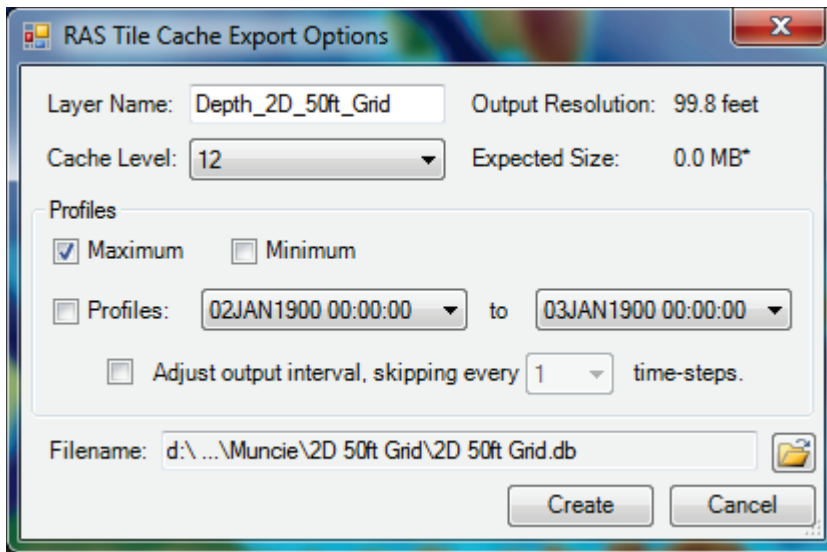 RAS Tile Cache Export Options
Layer Name: Depth_2D_50ft_Grid Output Resolution: 99.8 feet
Cache Level: 12 Expected Size: 0.0 MB*
Profiles
Maximum Minimum
Profiles: 02JAN1900 00:00:00 to 03JAN1900 00:00:00
Adjust output interval, skipping every 1 time-steps.
Filename: d:\ ...\Muncie\2D 50ft Grid\2D 50ft Grid.db
Create Cancel